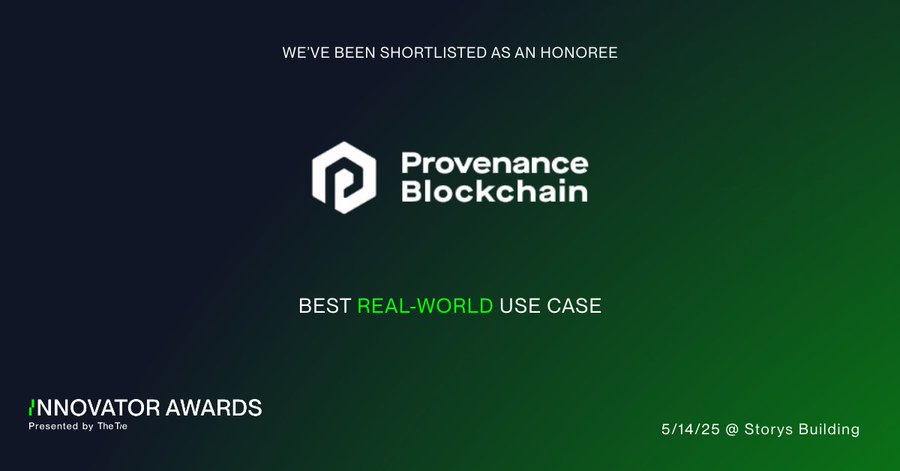 WE'VE BEEN SHORTLISTED AS AN HONOREE
Provenance
Blockchain
BEST REAL-WORLD USE CASE
INNOVATOR AWARDS
Presented by TheTie
5/14/25 @ Storys Building